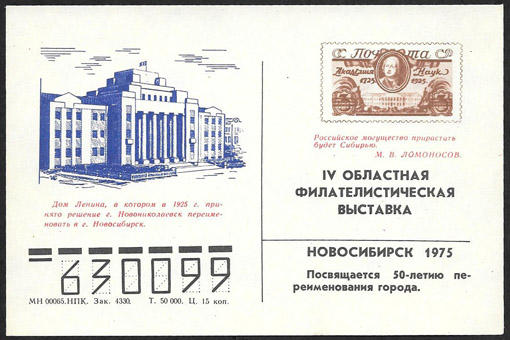 Дом Ленина, в котором в 1925 г. при-
нято решение г. Новониколаевск переиме-
новать в г. Новосибирск.
630099
МН 00065.НПК. Зак. 4330. Т. 50 000. Ц. 15 коп.
Почта
Академия Наук
1725 1925
Российское могущество прирастать
будет Сибирью.
М. В. ЛОМОНОСОВ.
IV ОБЛАСТНАЯ
ФИЛАТЕЛИСТИЧЕСКАЯ
ВЫСТАВКА
НОВОСИБИРСК 1975
Посвящается 50-летию пе-
реименования города.